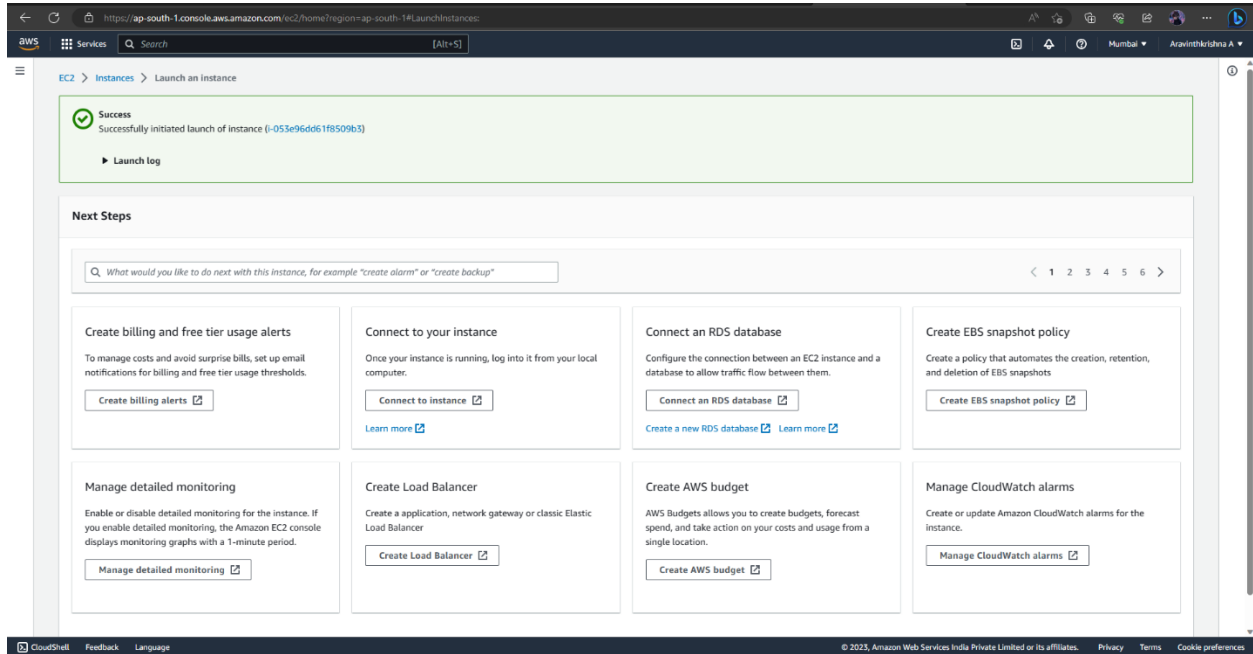 https://ap-south-1.console.aws.amazon.com/ec2/home?region=ap-south-1#LaunchInstances:
aws Services Search [Alt+S] Mumbai Aravinthkrishna A
EC2 > Instances > Launch an instance
Success
Successfully initiated launch of instance (i-053e96dd61f8509b3)
Launch log
Next Steps
What would you like to do next with this instance, for example "create alarm" or "create backup"
< 1 2 3 4 5 6 >
Create billing and free tier usage alerts
To manage costs and avoid surprise bills, set up email
notifications for billing and free tier usage thresholds.
Create billing alerts
Connect to your instance
Once your instance is running, log into it from your local
computer.
Connect to instance
Learn more
Connect an RDS database
Configure the connection between an EC2 instance and a
database to allow traffic flow between them.
Connect an RDS database
Create a new RDS database Learn more
Create EBS snapshot policy
Create a policy that automates the creation, retention,
and deletion of EBS snapshots
Create EBS snapshot policy
Manage detailed monitoring
Enable or disable detailed monitoring for the instance. If
you enable detailed monitoring, the Amazon EC2 console
displays monitoring graphs with a 1-minute period.
Manage detailed monitoring
Create Load Balancer
Create a application, network gateway or classic Elastic
Load Balancer
Create Load Balancer
Create AWS budget
AWS Budgets allows you to create budgets, forecast
spend, and take action on your costs and usage from a
single location.
Create AWS budget
Manage CloudWatch alarms
Create or update Amazon CloudWatch alarms for the
instance.
Manage CloudWatch alarms
CloudShell Feedback Language © 2023, Amazon Web Services India Private Limited or its affiliates. Privacy Terms Cookie preferences